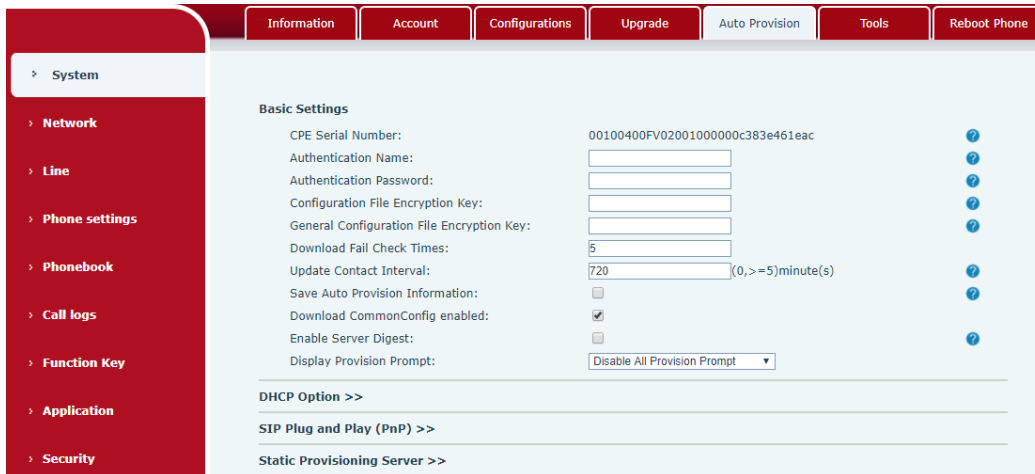 Information Account Configurations Upgrade Auto Provision Tools Reboot Phone
› System
› Network
› Line
› Phone settings
› Phonebook
› Call logs
› Function Key
› Application
› Security
Basic Settings
CPE Serial Number: 00100400FV02001000000c383e461eac
Authentication Name:
Authentication Password:
Configuration File Encryption Key:
General Configuration File Encryption Key:
Download Fail Check Times: 5
Update Contact Interval: 720 (0,>=5)minute(s)
Save Auto Provision Information:
Download CommonConfig enabled:
Enable Server Digest:
Display Provision Prompt: Disable All Provision Prompt
DHCP Option >>
SIP Plug and Play (PnP) >>
Static Provisioning Server >>